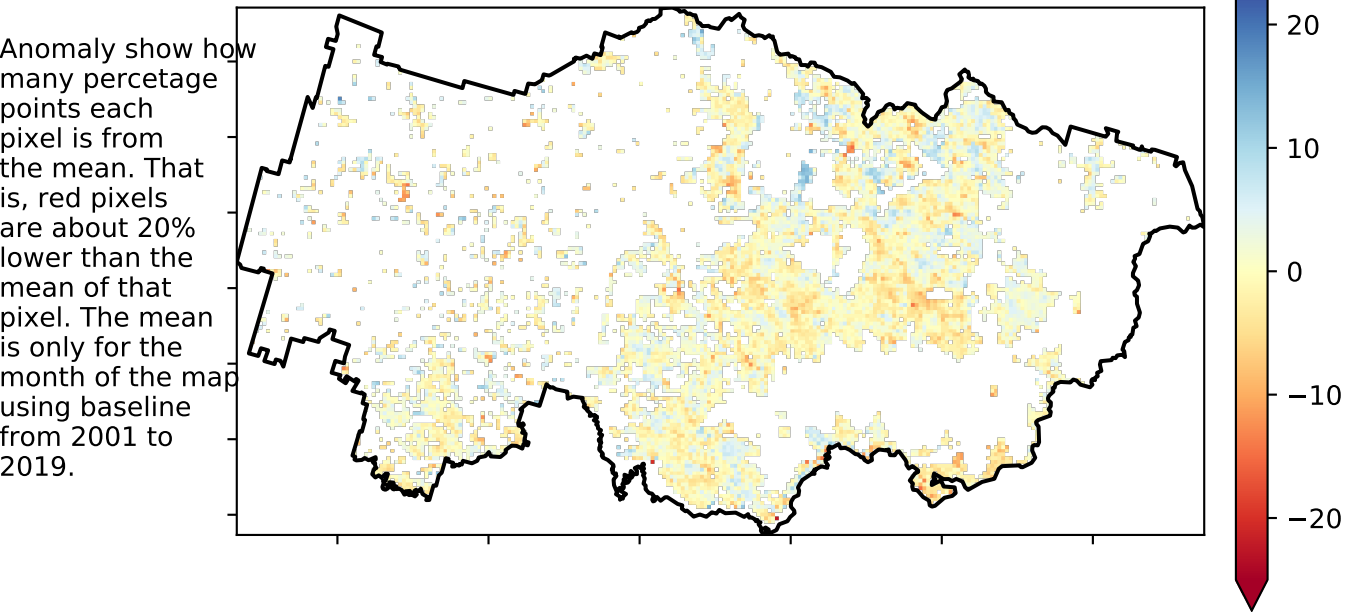 Anomaly show how
many percetage
points each
pixel is from
the mean. That
is, red pixels
are about 20%
lower than the
mean of that
pixel. The mean
is only for the
month of the map
using baseline
from 2001 to
2019.
20
10
0
−10
−20